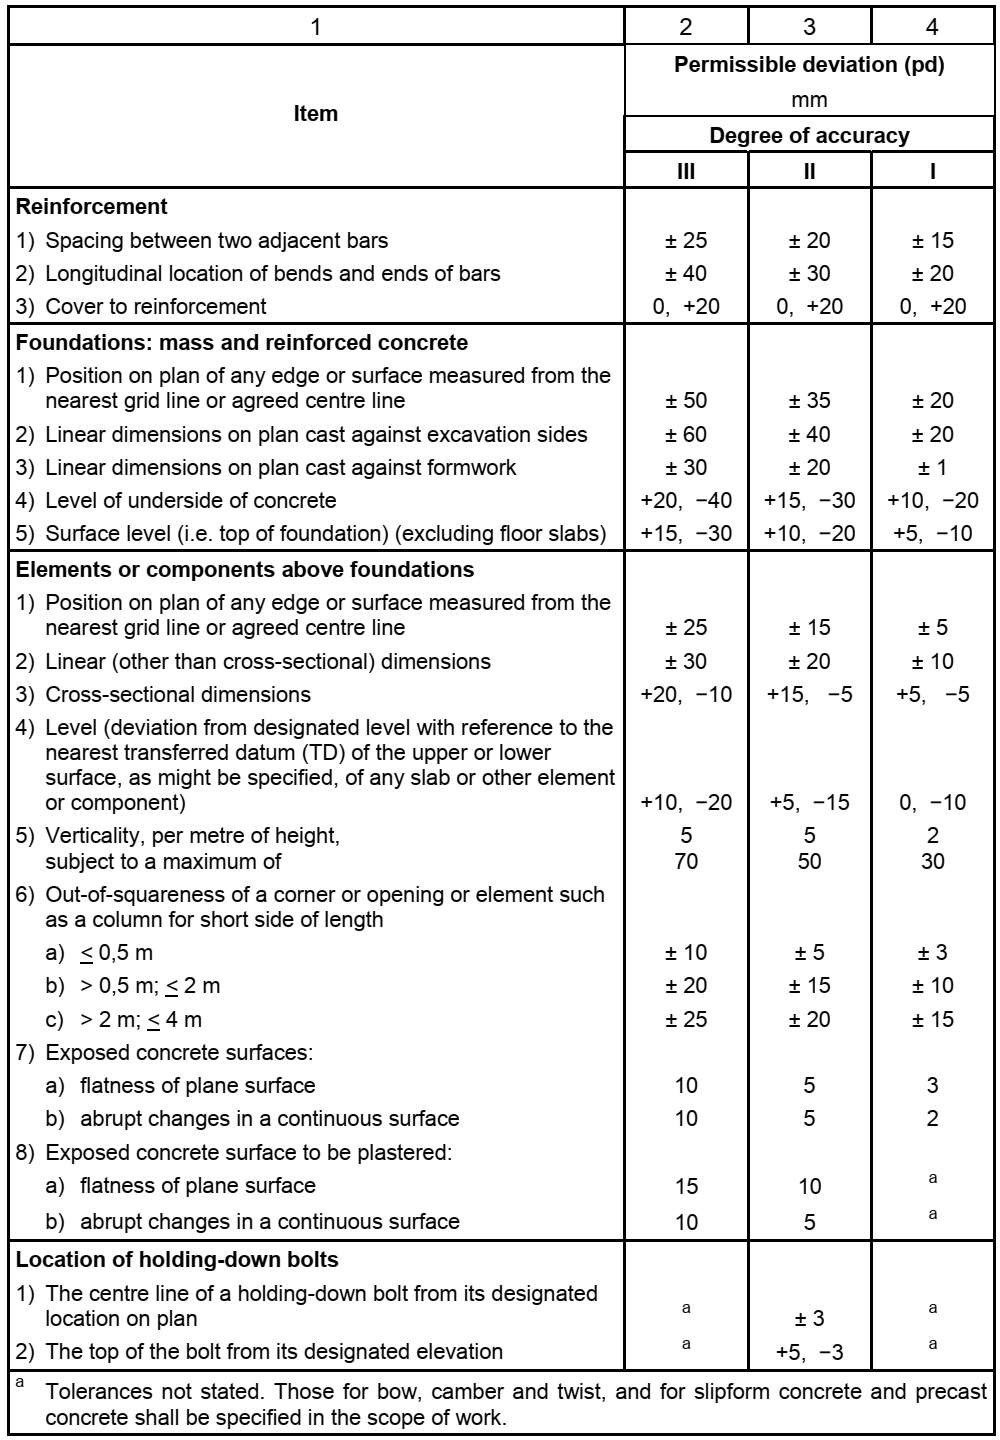 1 2 3 4
Permissible deviation (pd)
mm
Item
Degree of accuracy
III II I
Reinforcement
1) Spacing between two adjacent bars ± 25 ± 20 ± 15
2) Longitudinal location of bends and ends of bars ± 40 ± 30 ± 20
3) Cover to reinforcement 0, +20 0, +20 0, +20
Foundations: mass and reinforced concrete
1) Position on plan of any edge or surface measured from the
nearest grid line or agreed centre line ± 50 ± 35 ± 20
2) Linear dimensions on plan cast against excavation sides ± 60 ± 40 ± 20
3) Linear dimensions on plan cast against formwork ± 30 ± 20 ± 1
4) Level of underside of concrete +20, −40 +15, −30 +10, −20
5) Surface level (i.e. top of foundation) (excluding floor slabs) +15, −30 +10, −20 +5, −10
Elements or components above foundations
1) Position on plan of any edge or surface measured from the
nearest grid line or agreed centre line ± 25 ± 15 ± 5
2) Linear (other than cross-sectional) dimensions ± 30 ± 20 ± 10
3) Cross-sectional dimensions +20, −10 +15, −5 +5, −5
4) Level (deviation from designated level with reference to the
nearest transferred datum (TD) of the upper or lower
surface, as might be specified, of any slab or other element
or component) +10, −20 +5, −15 0, −10
5) Verticality, per metre of height, 5 5 2
subject to a maximum of 70 50 30
6) Out-of-squareness of a corner or opening or element such
as a column for short side of length
a) ≤ 0,5 m ± 10 ± 5 ± 3
b) > 0,5 m; ≤ 2 m ± 20 ± 15 ± 10
c) > 2 m; ≤ 4 m ± 25 ± 20 ± 15
7) Exposed concrete surfaces:
a) flatness of plane surface 10 5 3
b) abrupt changes in a continuous surface 10 5 2
8) Exposed concrete surface to be plastered:
a) flatness of plane surface 15 10 a
b) abrupt changes in a continuous surface 10 5 a
Location of holding-down bolts
1) The centre line of a holding-down bolt from its designated
location on plan a ± 3 a
2) The top of the bolt from its designated elevation a +5, −3 a
a Tolerances not stated. Those for bow, camber and twist, and for slipform concrete and precast
concrete shall be specified in the scope of work.